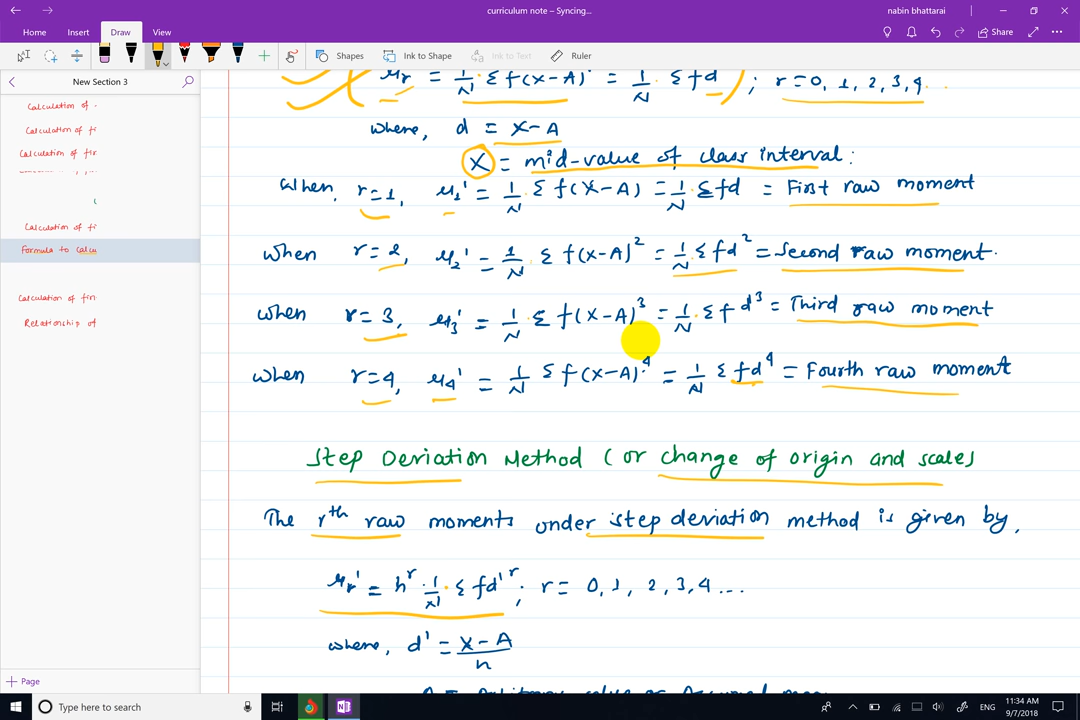 curriculum note - Syncing...
nabin bhattarai
Home Insert Draw View
Share
Shapes Ink to Shape Ink to Text Ruler
New Section 3
Calculation of -
Calculation of fi
Calculation of fir
Calculation of fi
Formula to calcu
Calculation of fin
Relationship of
Page
μr' = 1/N · Σ f(X-A)^r = 1/N · Σ fd^r ; r = 0, 1, 2, 3, 4 ...
where, d = X-A
X = mid-value of class interval.
When, r=1, μ1' = 1/N · Σ f(X-A) = 1/N · Σfd = First raw moment
when r=2, μ2' = 1/N · Σ f(X-A)^2 = 1/N · Σ fd^2 = Second raw moment.
when r=3, μ3' = 1/N · Σ f(X-A)^3 = 1/N · Σ fd^3 = Third raw moment
when r=4, μ4' = 1/N Σ f(X-A)^4 = 1/N Σ fd^4 = Fourth raw moment
Step Deviation Method (or change of origin and scale)
The rth raw moments under step deviation method is given by,
μr' = h^r · 1/N · Σ fd'^r ; r = 0, 1, 2, 3, 4 ...
where, d' = X-A/h
Type here to search
ENG
11:34 AM
9/7/2018